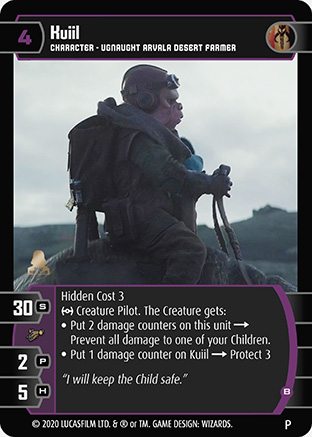 4
Kuiil
CHARACTER - UGNAUGHT ARVALA DESERT FARMER
30 S
2 P
5 H
Hidden Cost 3
Creature Pilot. The Creature gets:
• Put 2 damage counters on this unit →
Prevent all damage to one of your Children.
• Put 1 damage counter on Kuiil → Protect 3
"I will keep the Child safe."
B
© 2020 LUCASFILM LTD. & ® or TM. GAME DESIGN: WIZARDS.
P